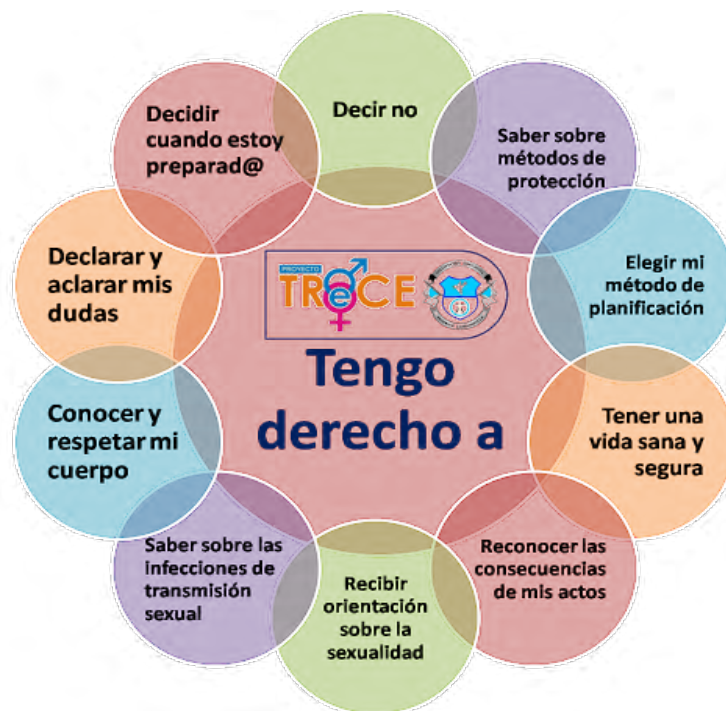 Decir no
Saber sobre
métodos de
protección
Elegir mi
método de
planificación
Tener una
vida sana y
segura
Reconocer las
consecuencias
de mis actos
Recibir
orientación
sobre la
sexualidad
Saber sobre las
infecciones de
transmisión
sexual
Conocer y
respetar mi
cuerpo
Declarar y
aclarar mis
dudas
Decidir
cuando estoy
preparad@
PROYECTO
TReCE
Tengo
derecho a